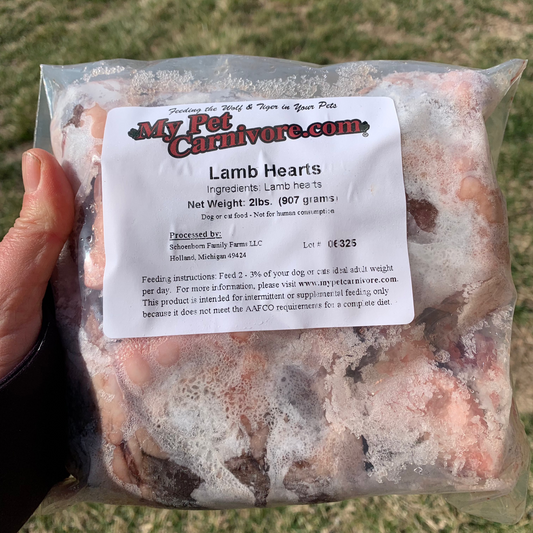 Feeding the Wolf & Tiger in Your Pets
My Pet
Carnivore.com
Lamb Hearts
Ingredients: Lamb hearts
Net Weight: 2lbs. (907 grams)
Dog or cat food - Not for human consumption
Processed by:
Schoenborn Family Farms LLC
Lot # 06325
Holland, Michigan 49424
Feeding instructions: Feed 2 - 3% of your dog or cats ideal adult weight
per day. For more information, please visit www.mypetcarnivore.com.
This product is intended for intermittent or supplemental feeding only
because it does not meet the AAFCO requirements for a complete diet.